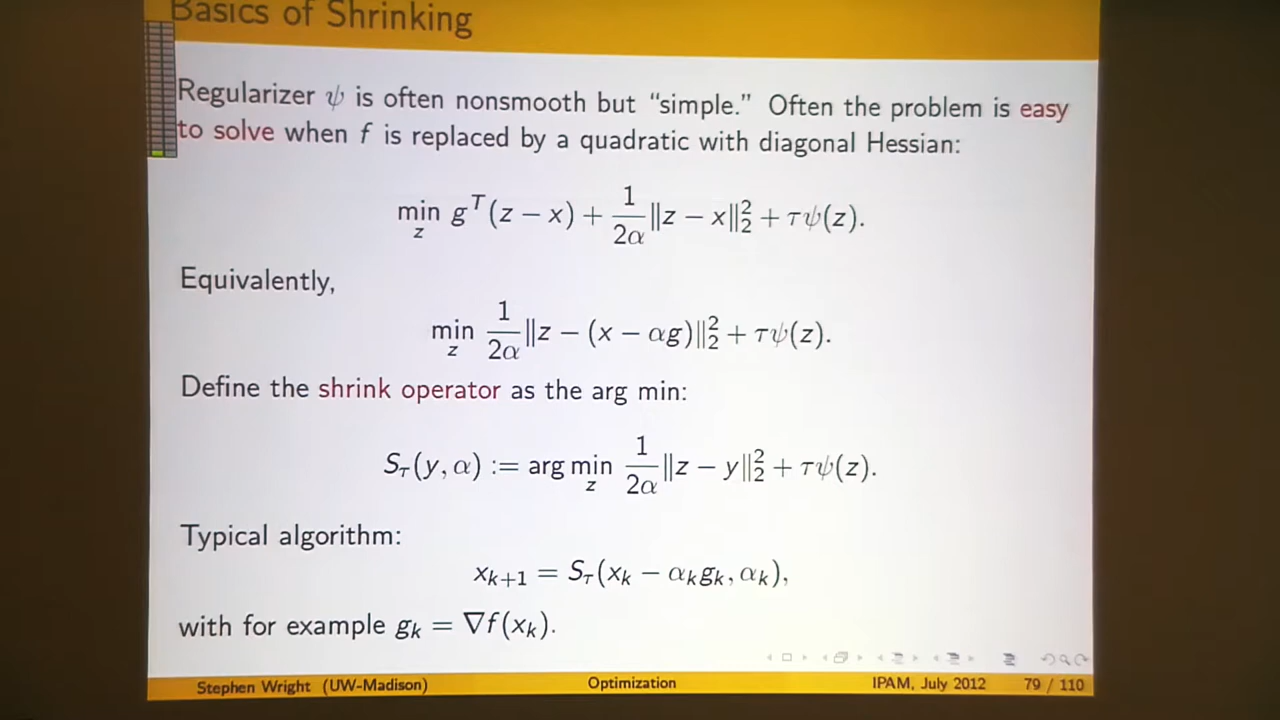 Basics of Shrinking
Regularizer ψ is often nonsmooth but “simple.” Often the problem is easy
to solve when f is replaced by a quadratic with diagonal Hessian:
min_z g^T(z − x) + \frac{1}{2α}‖z − x‖_2^2 + τψ(z).
Equivalently,
min_z \frac{1}{2α}‖z − (x − αg)‖_2^2 + τψ(z).
Define the shrink operator as the arg min:
S_τ(y, α) := arg min_z \frac{1}{2α}‖z − y‖_2^2 + τψ(z).
Typical algorithm:
x_{k+1} = S_τ(x_k − α_k g_k, α_k),
with for example g_k = ∇f(x_k).
Stephen Wright (UW-Madison) Optimization IPAM, July 2012 79 / 110